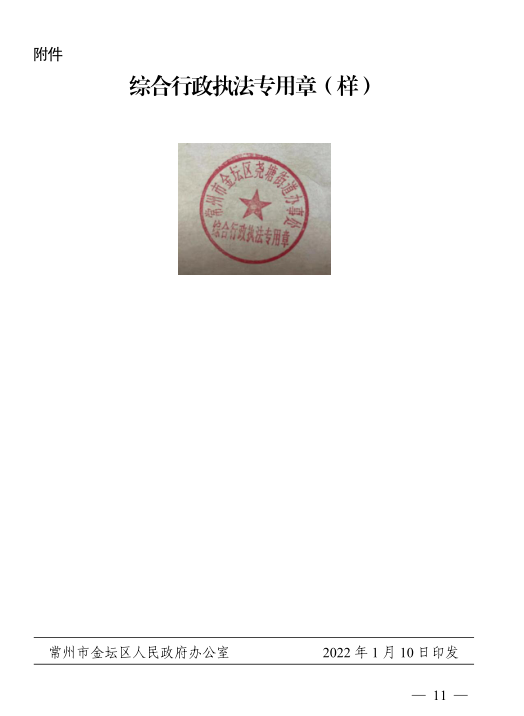 附件
综合行政执法专用章（样）
常州市金坛区尧塘街道办事处
综合行政执法专用章
常州市金坛区人民政府办公室 2022 年 1 月 10 日印发
— 11 —